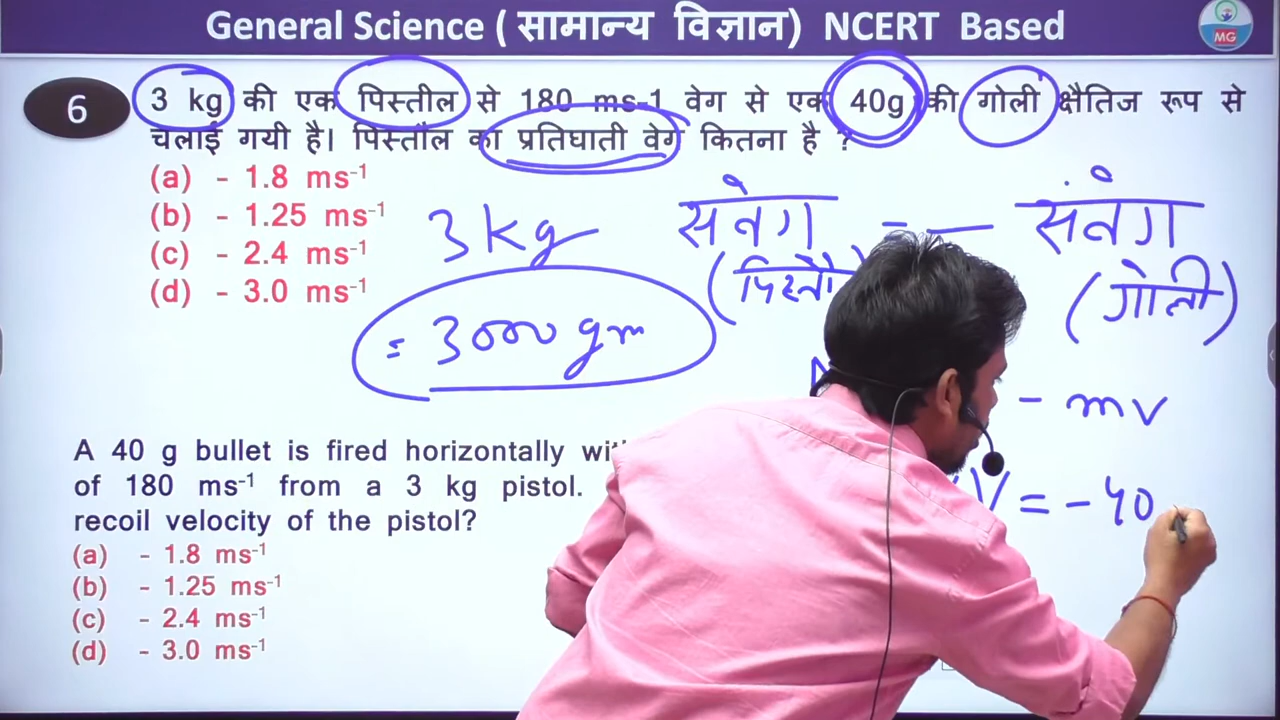 General Science ( सामान्य विज्ञान) NCERT Based
MG
6
3 kg की एक पिस्तौल से 180 ms-1 वेग से एक 40g की गोली क्षैतिज रूप से
चलाई गयी है। पिस्तौल का प्रतिघाती वेग कितना है ?
(a) - 1.8 ms-1
(b) - 1.25 ms-1
(c) - 2.4 ms-1
(d) - 3.0 ms-1
3 kg
= 3000 gm
संवेग = - संवेग
(गोली)
- mv
V = - 40
A 40 g bullet is fired horizontally
of 180 ms-1 from a 3 kg pistol.
recoil velocity of the pistol?
(a) - 1.8 ms-1
(b) - 1.25 ms-1
(c) - 2.4 ms-1
(d) - 3.0 ms-1